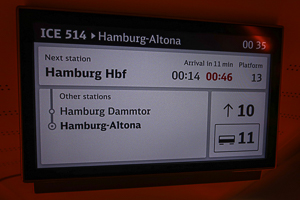 ICE 514 ▸ Hamburg-Altona 00 35
Next station Arrival in 11 min Platform
Hamburg Hbf 00:14 00:46 13
Other stations
Hamburg Dammtor
Hamburg-Altona
↑ 10
11